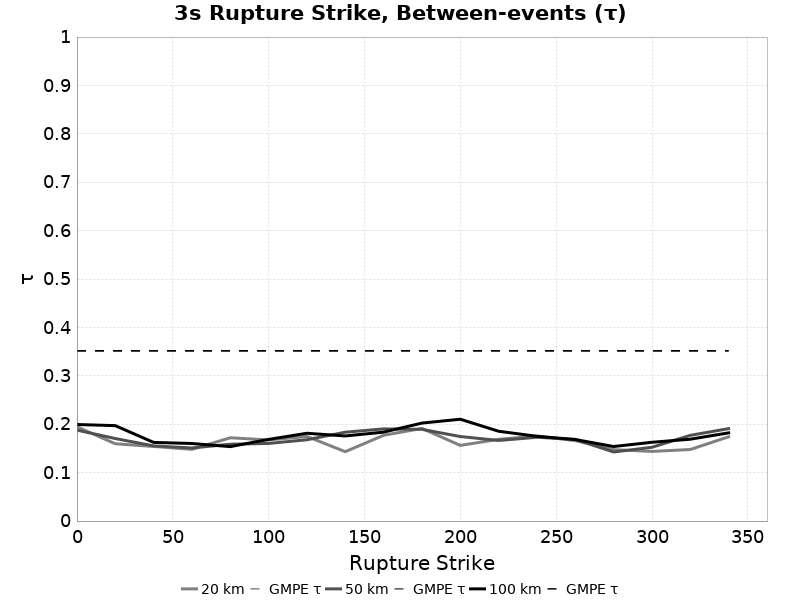 3s Rupture Strike, Between-events (τ)
1
0.9
0.8
0.7
0.6
0.5
0.4
0.3
0.2
0.1
0
τ
0 50 100 150 200 250 300 350
Rupture Strike
20 km GMPE τ 50 km GMPE τ 100 km GMPE τ